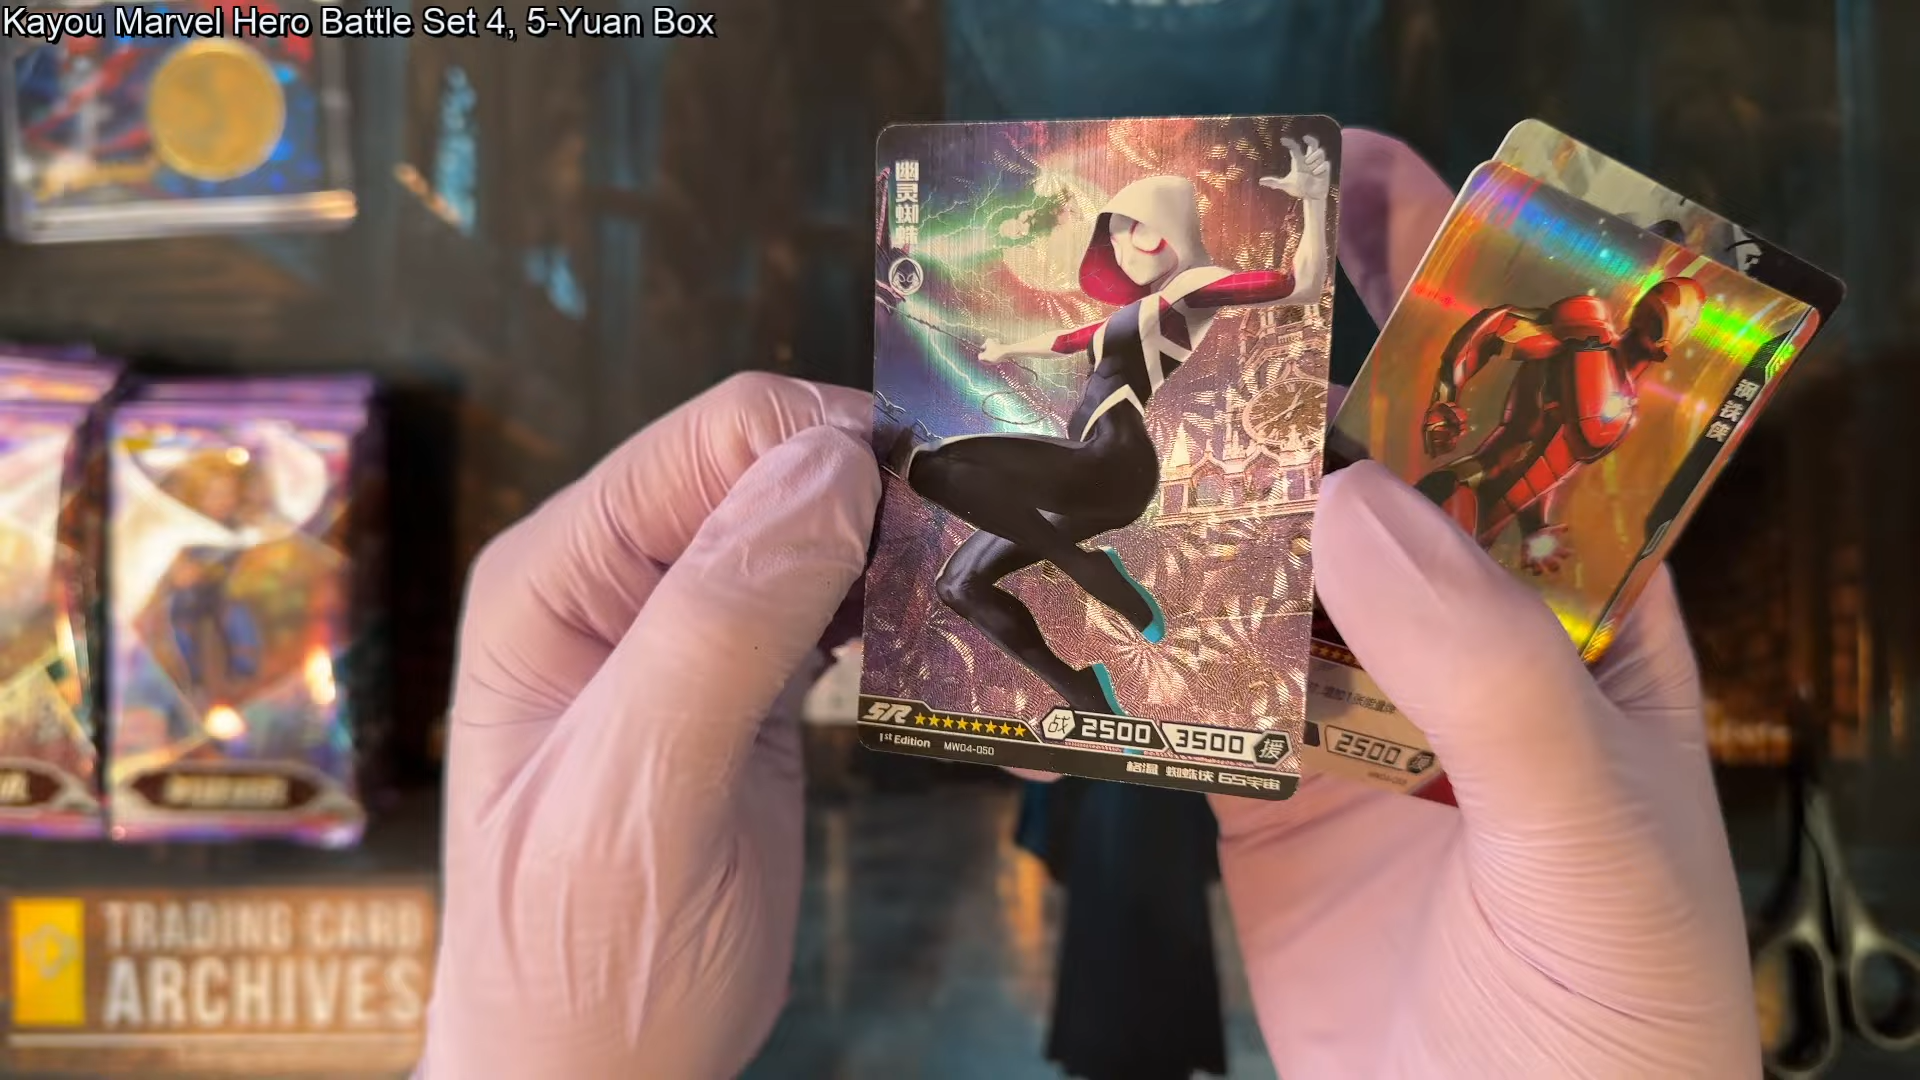 Kayou Marvel Hero Battle Set 4, 5-Yuan Box
幽灵蜘蛛
SR
战 2500 3500 援
1st Edition MW04-050
格温 蜘蛛侠 65宇宙
钢铁侠
2500 援
TRADING CARD
ARCHIVES